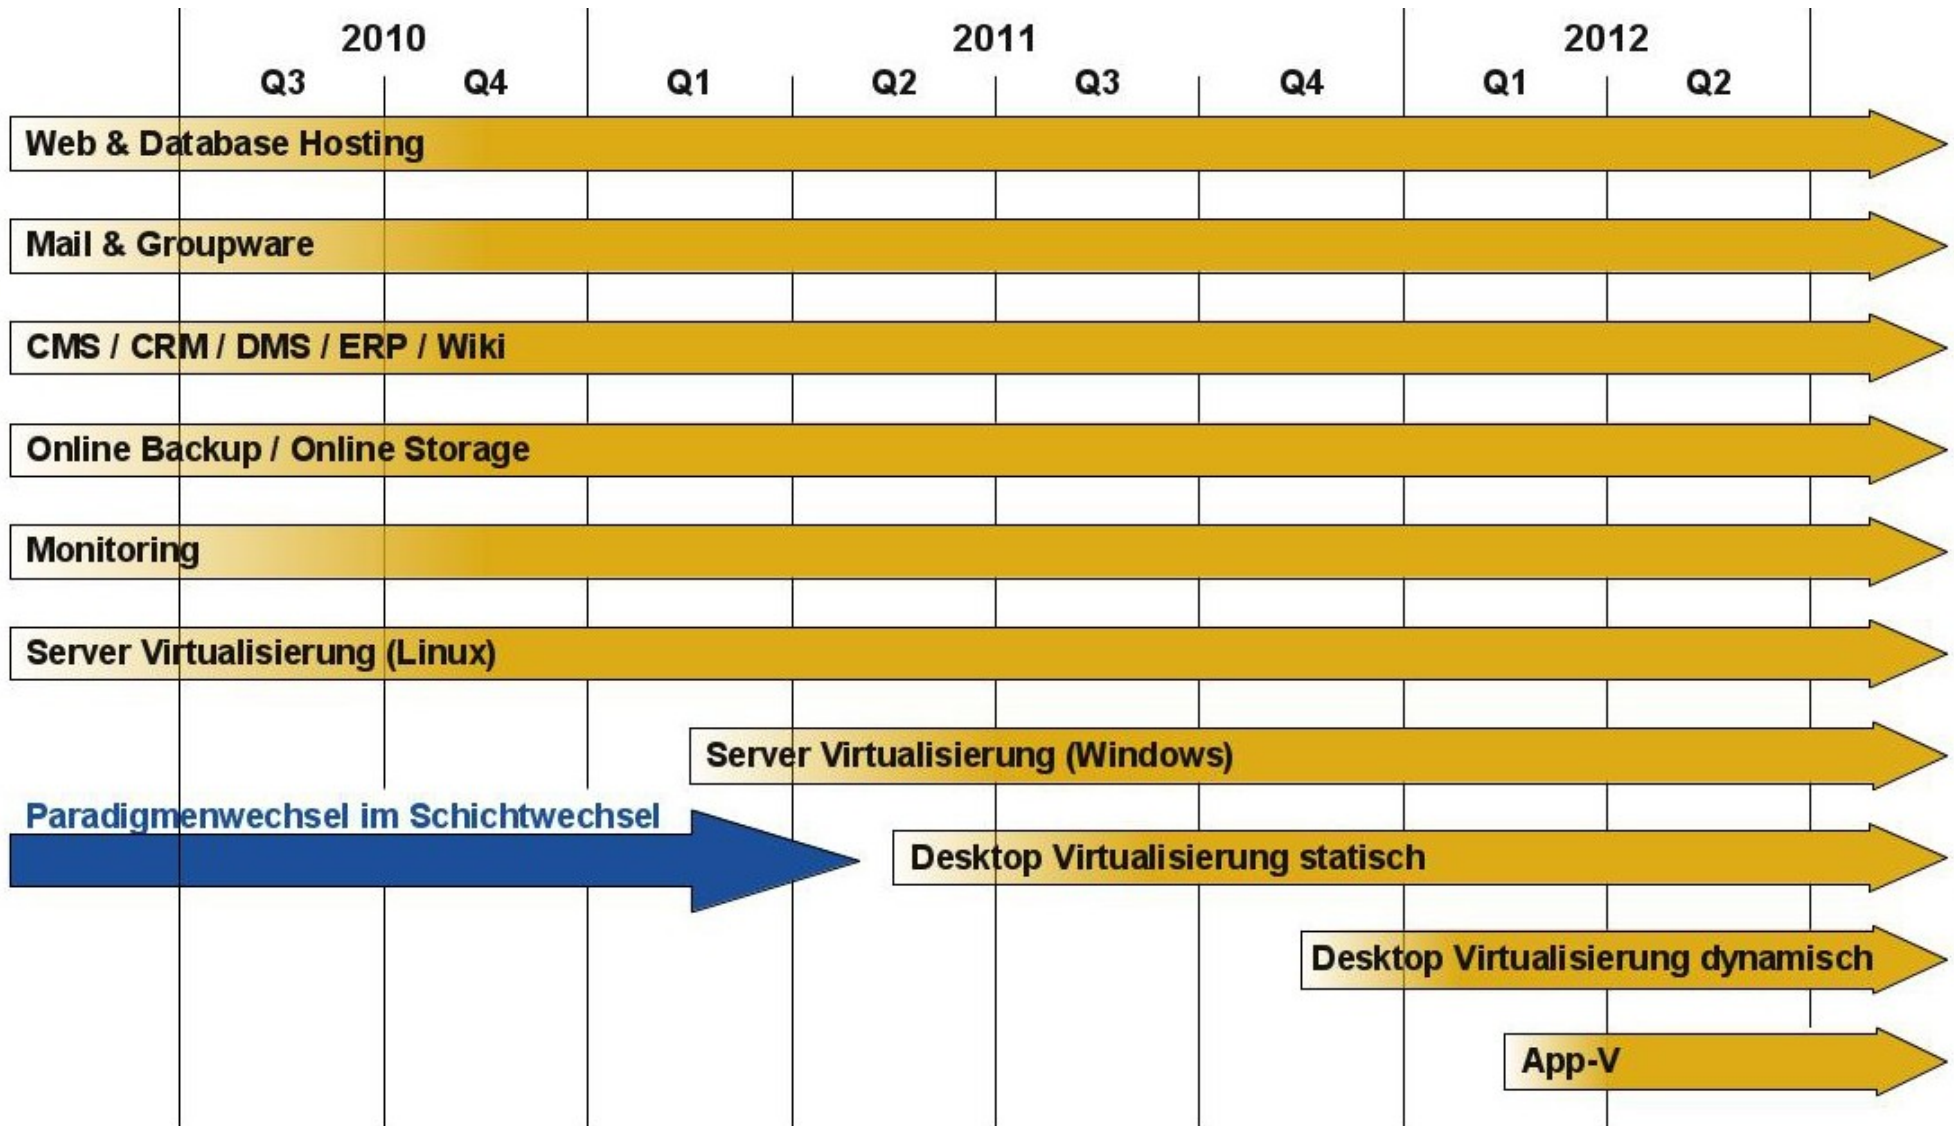 2010 2011 2012
Q3 Q4 Q1 Q2 Q3 Q4 Q1 Q2
Web & Database Hosting
Mail & Groupware
CMS / CRM / DMS / ERP / Wiki
Online Backup / Online Storage
Monitoring
Server Virtualisierung (Linux)
Server Virtualisierung (Windows)
Paradigmenwechsel im Schichtwechsel
Desktop Virtualisierung statisch
Desktop Virtualisierung dynamisch
App-V